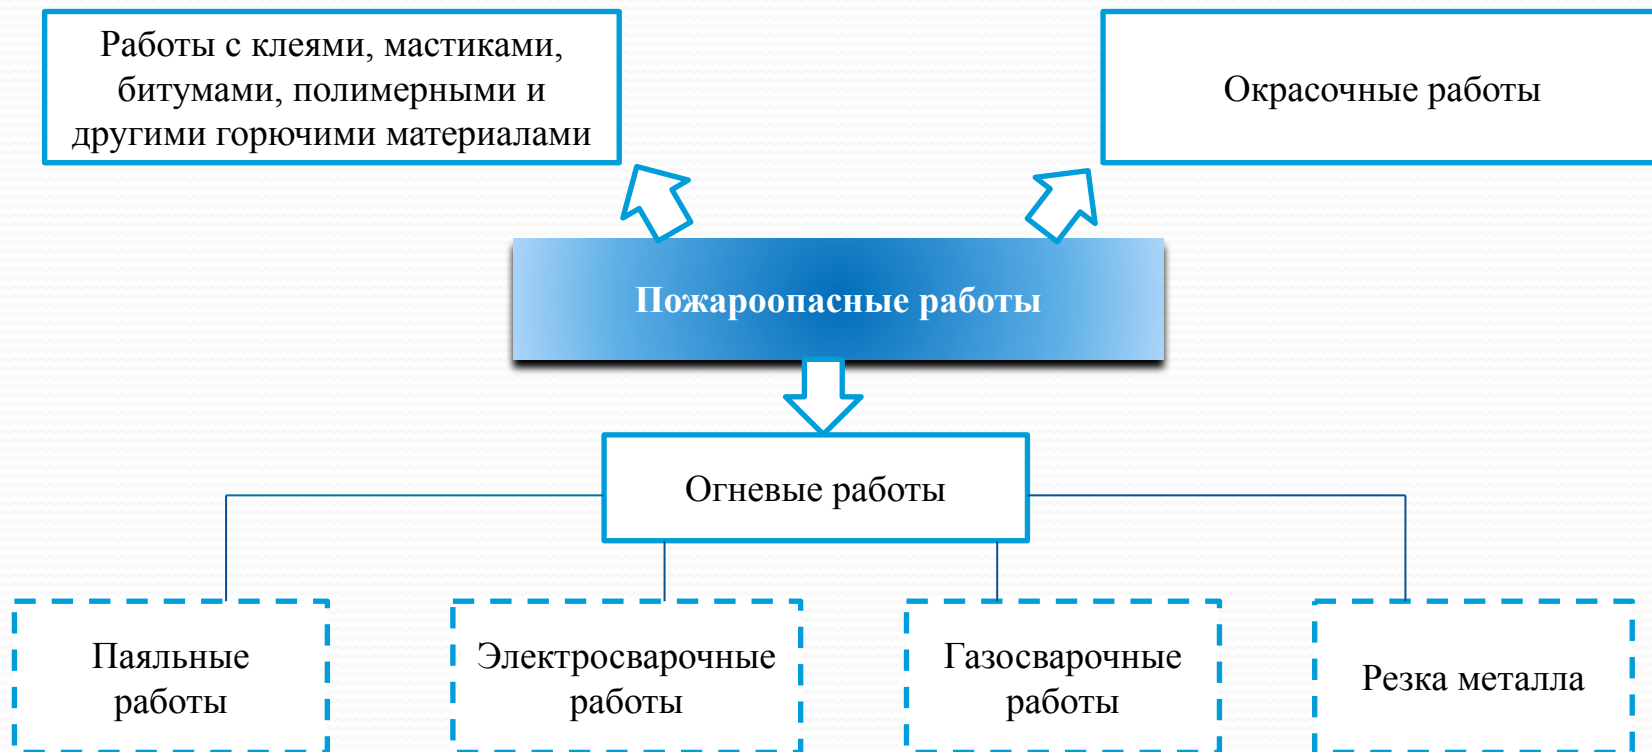 Работы с клеями, мастиками,
битумами, полимерными и
другими горючими материалами
Окрасочные работы
Пожароопасные работы
Огневые работы
Паяльные
работы
Электросварочные
работы
Газосварочные
работы
Резка металла